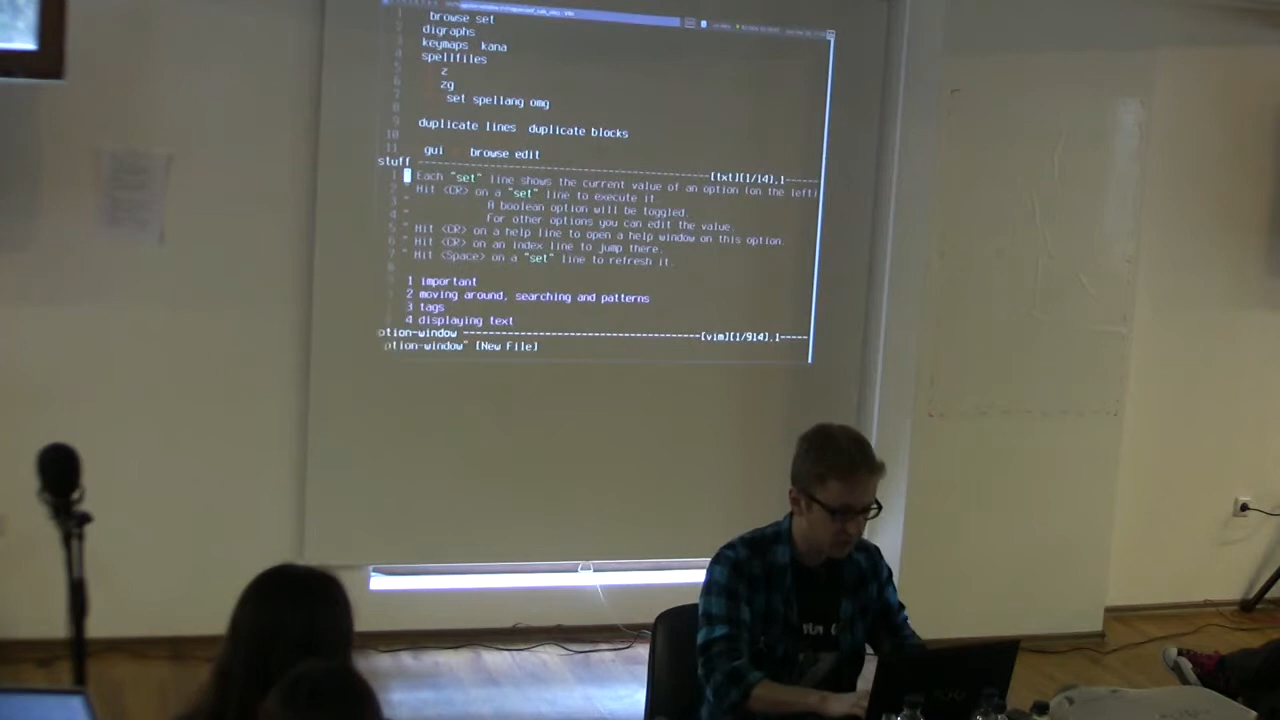 browse set
digraphs
keymaps kana
spellfiles
z
zg
set spellang omg
duplicate lines duplicate blocks
gui browse edit
stuff [txt][1/14],1
" Each "set" line shows the current value of an option (on the left)
" Hit <CR> on a "set" line to execute it.
" A boolean option will be toggled.
" For other options you can edit the value.
" Hit <CR> on a help line to open a help window on this option.
" Hit <CR> on an index line to jump there.
" Hit <Space> on a "set" line to refresh it.
1 important
2 moving around, searching and patterns
3 tags
4 displaying text
ption-window [vim][1/914],1
ption-window" [New File]